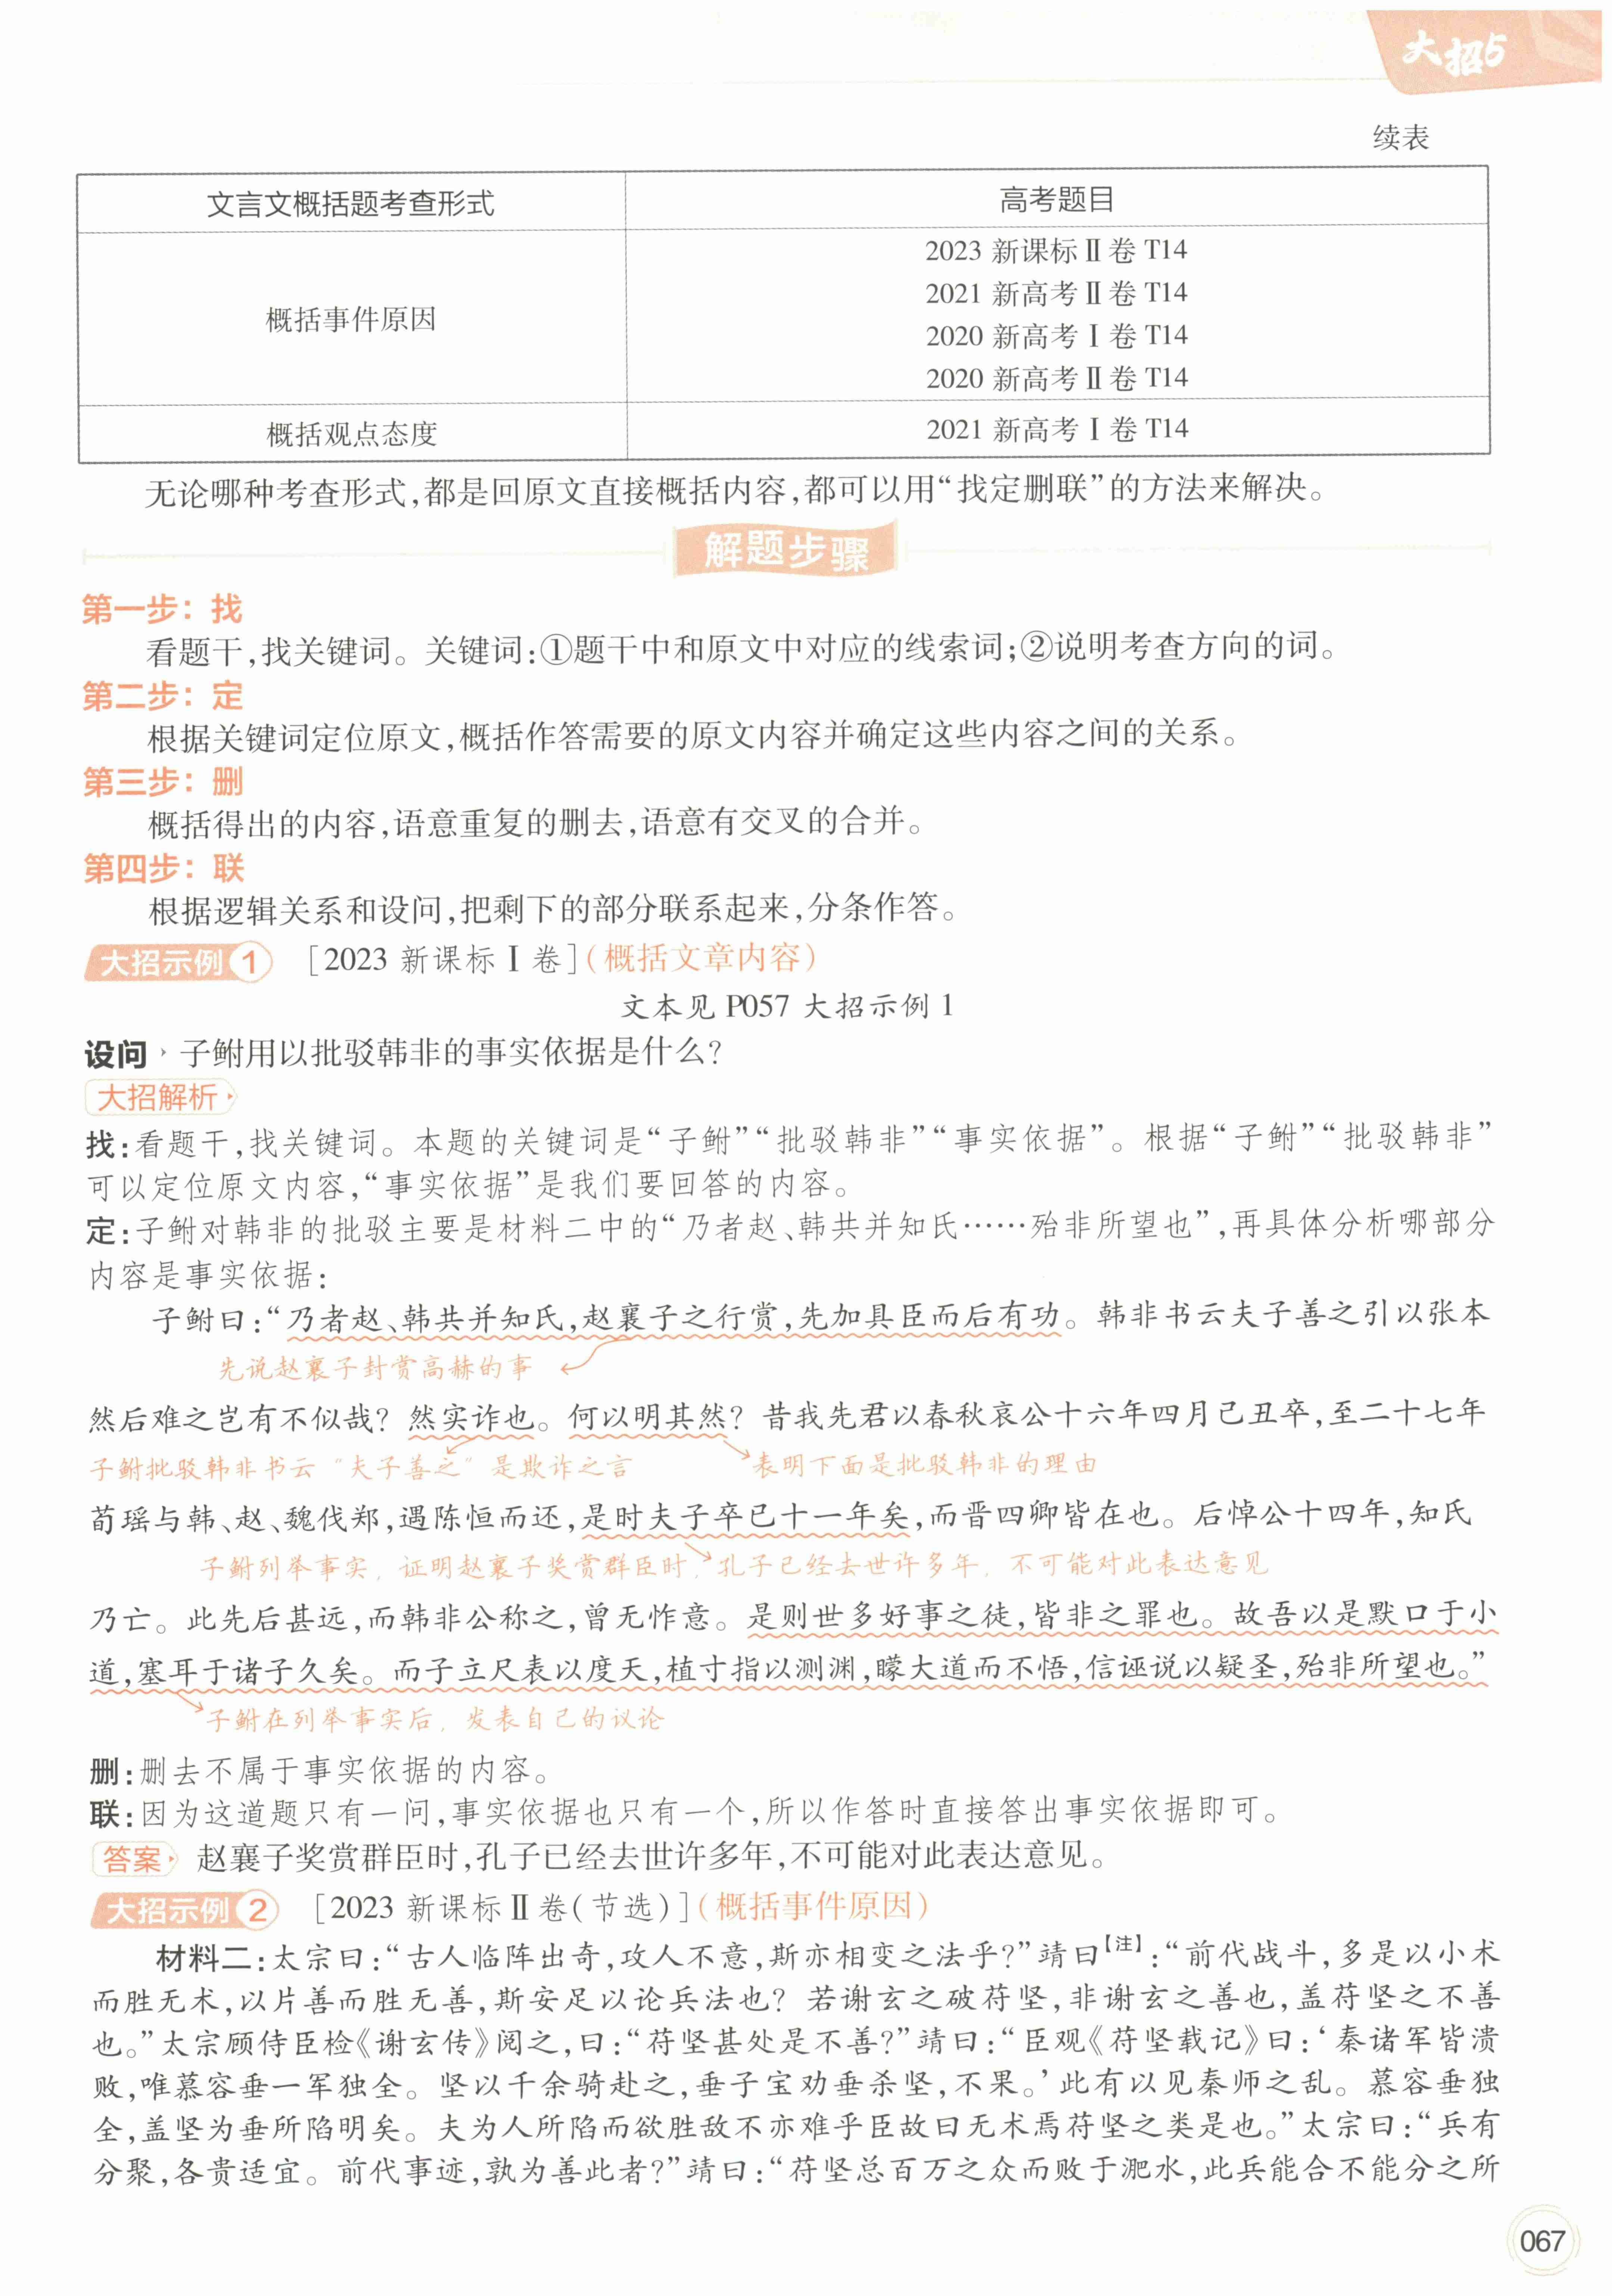 大招5
续表
文言文概括题考查形式 高考题目
概括事件原因
2023 新课标Ⅱ卷 T14
2021 新高考Ⅱ卷 T14
2020 新高考Ⅰ卷 T14
2020 新高考Ⅱ卷 T14
概括观点态度 2021 新高考Ⅰ卷 T14
无论哪种考查形式,都是回原文直接概括内容,都可以用“找定删联”的方法来解决。
解题步骤
第一步：找
看题干,找关键词。关键词:①题干中和原文中对应的线索词;②说明考查方向的词。
第二步：定
根据关键词定位原文,概括作答需要的原文内容并确定这些内容之间的关系。
第三步：删
概括得出的内容,语意重复的删去,语意有交叉的合并。
第四步：联
根据逻辑关系和设问,把剩下的部分联系起来,分条作答。
大招示例1 [2023 新课标Ⅰ卷](概括文章内容)
文本见 P057 大招示例 1
设问 子鲋用以批驳韩非的事实依据是什么?
大招解析
找:看题干,找关键词。本题的关键词是“子鲋”“批驳韩非”“事实依据”。根据“子鲋”“批驳韩非”
可以定位原文内容,“事实依据”是我们要回答的内容。
定:子鲋对韩非的批驳主要是材料二中的“乃者赵、韩共并知氏……殆非所望也”,再具体分析哪部分
内容是事实依据:
子鲋曰:“乃者赵、韩共并知氏,赵襄子之行赏,先加具臣而后有功。韩非书云夫子善之引以张本
先说赵襄子封赏高赫的事
然后难之岂有不似哉? 然实诈也。何以明其然? 昔我先君以春秋哀公十六年四月己丑卒,至二十七年
子鲋批驳韩非书云“夫子善之”是欺诈之言 表明下面是批驳韩非的理由
荀瑶与韩、赵、魏伐郑,遇陈恒而还,是时夫子卒已十一年矣,而晋四卿皆在也。后悼公十四年,知氏
子鲋列举事实，证明赵襄子奖赏群臣时，孔子已经去世许多年，不可能对此表达意见
乃亡。此先后甚远,而韩非公称之,曾无怍意。是则世多好事之徒,皆非之罪也。故吾以是默口于小
道,塞耳于诸子久矣。而子立尺表以度天,植寸指以测渊,矇大道而不悟,信诬说以疑圣,殆非所望也。”
子鲋在列举事实后，发表自己的议论
删:删去不属于事实依据的内容。
联:因为这道题只有一问,事实依据也只有一个,所以作答时直接答出事实依据即可。
答案 赵襄子奖赏群臣时,孔子已经去世许多年,不可能对此表达意见。
大招示例2 [2023 新课标Ⅱ卷(节选)](概括事件原因)
材料二:太宗曰:“古人临阵出奇,攻人不意,斯亦相变之法乎?”靖曰【注】:“前代战斗,多是以小术
而胜无术,以片善而胜无善,斯安足以论兵法也? 若谢玄之破苻坚,非谢玄之善也,盖苻坚之不善
也。”太宗顾侍臣检《谢玄传》阅之,曰:“苻坚甚处是不善?”靖曰:“臣观《苻坚载记》曰:‘秦诸军皆溃
败,唯慕容垂一军独全。坚以千余骑赴之,垂子宝劝垂杀坚,不果。’此有以见秦师之乱。慕容垂独
全,盖坚为垂所陷明矣。夫为人所陷而欲胜敌不亦难乎臣故曰无术焉苻坚之类是也。”太宗曰:“兵有
分聚,各贵适宜。前代事迹,孰为善此者?”靖曰:“苻坚总百万之众而败于淝水,此兵能合不能分之所
067